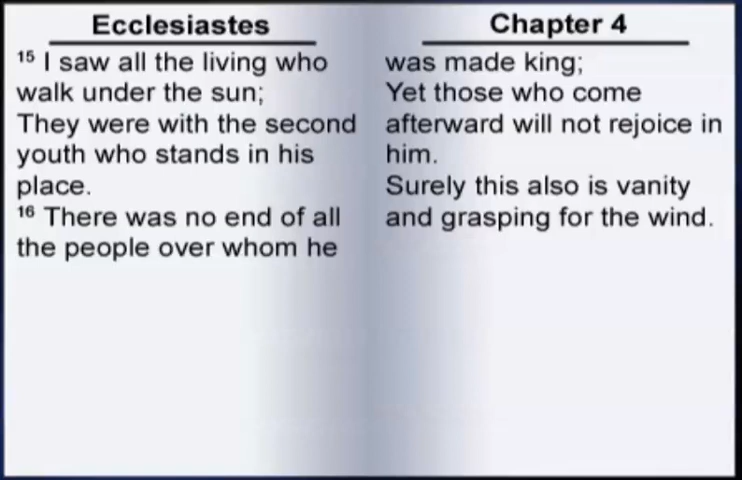 Ecclesiastes
15 I saw all the living who
walk under the sun;
They were with the second
youth who stands in his
place.
16 There was no end of all
the people over whom he
Chapter 4
was made king;
Yet those who come
afterward will not rejoice in
him.
Surely this also is vanity
and grasping for the wind.